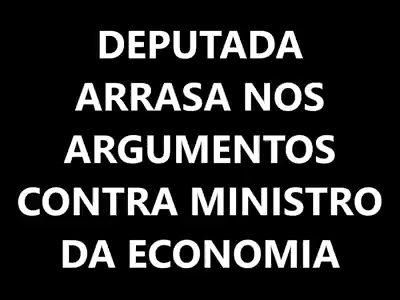 DEPUTADA
ARRASA NOS
ARGUMENTOS
CONTRA MINISTRO
DA ECONOMIA